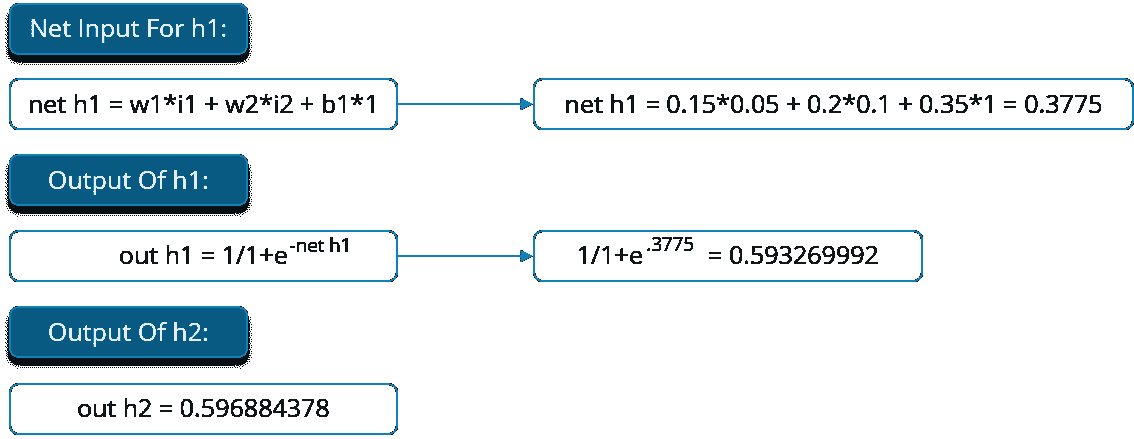 Net Input For h1:
net h1 = w1*i1 + w2*i2 + b1*1
net h1 = 0.15*0.05 + 0.2*0.1 + 0.35*1 = 0.3775
Output Of h1:
out h1 = 1/1+e^-net h1
1/1+e^.3775 = 0.593269992
Output Of h2:
out h2 = 0.596884378